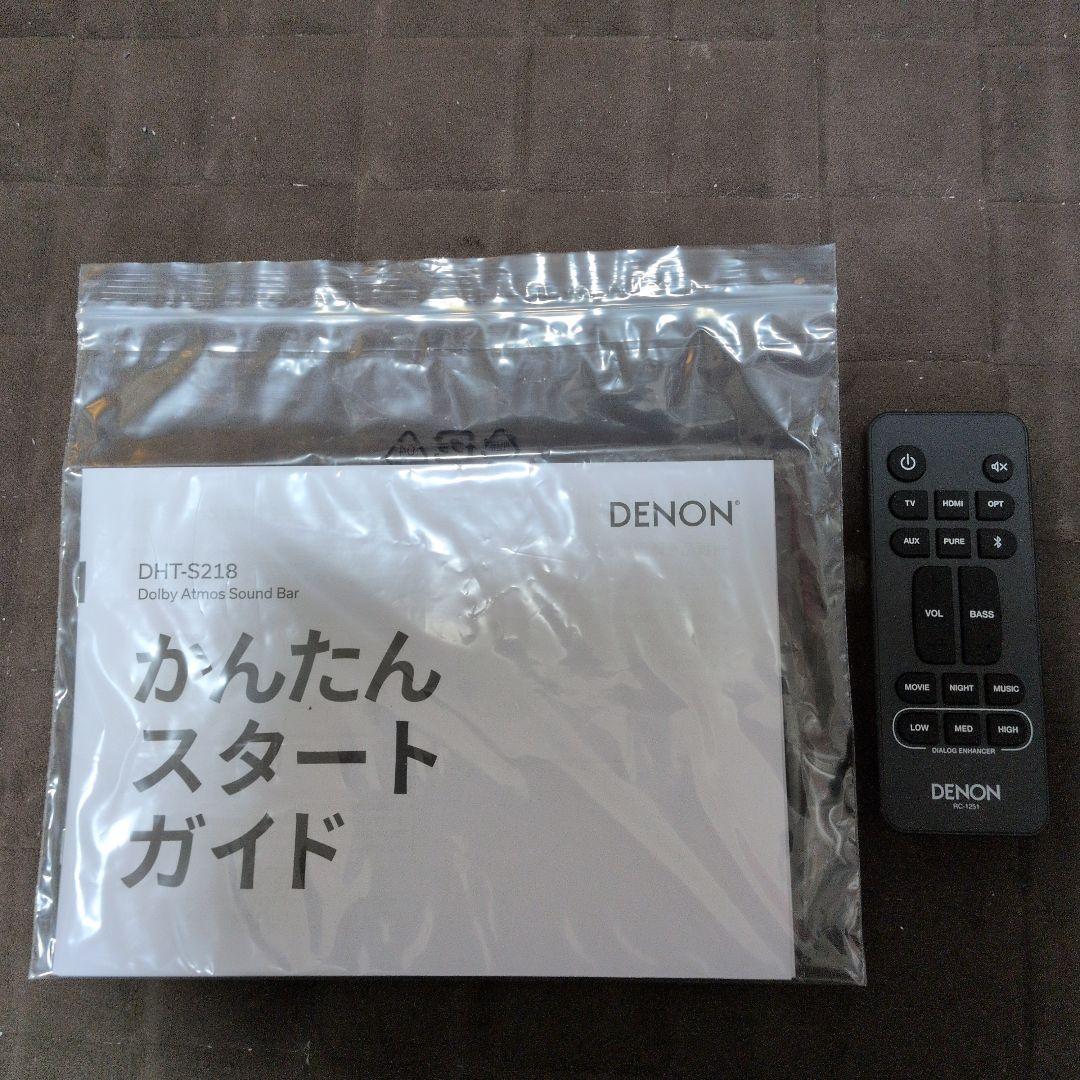 DENON®
DHT-S218
Dolby Atmos Sound Bar
かんたん
スタート
ガイド
TV HDMI OPT
AUX PURE
VOL BASS
MOVIE NIGHT MUSIC
LOW MED HIGH
DIALOG ENHANCER
DENON
RC-1251